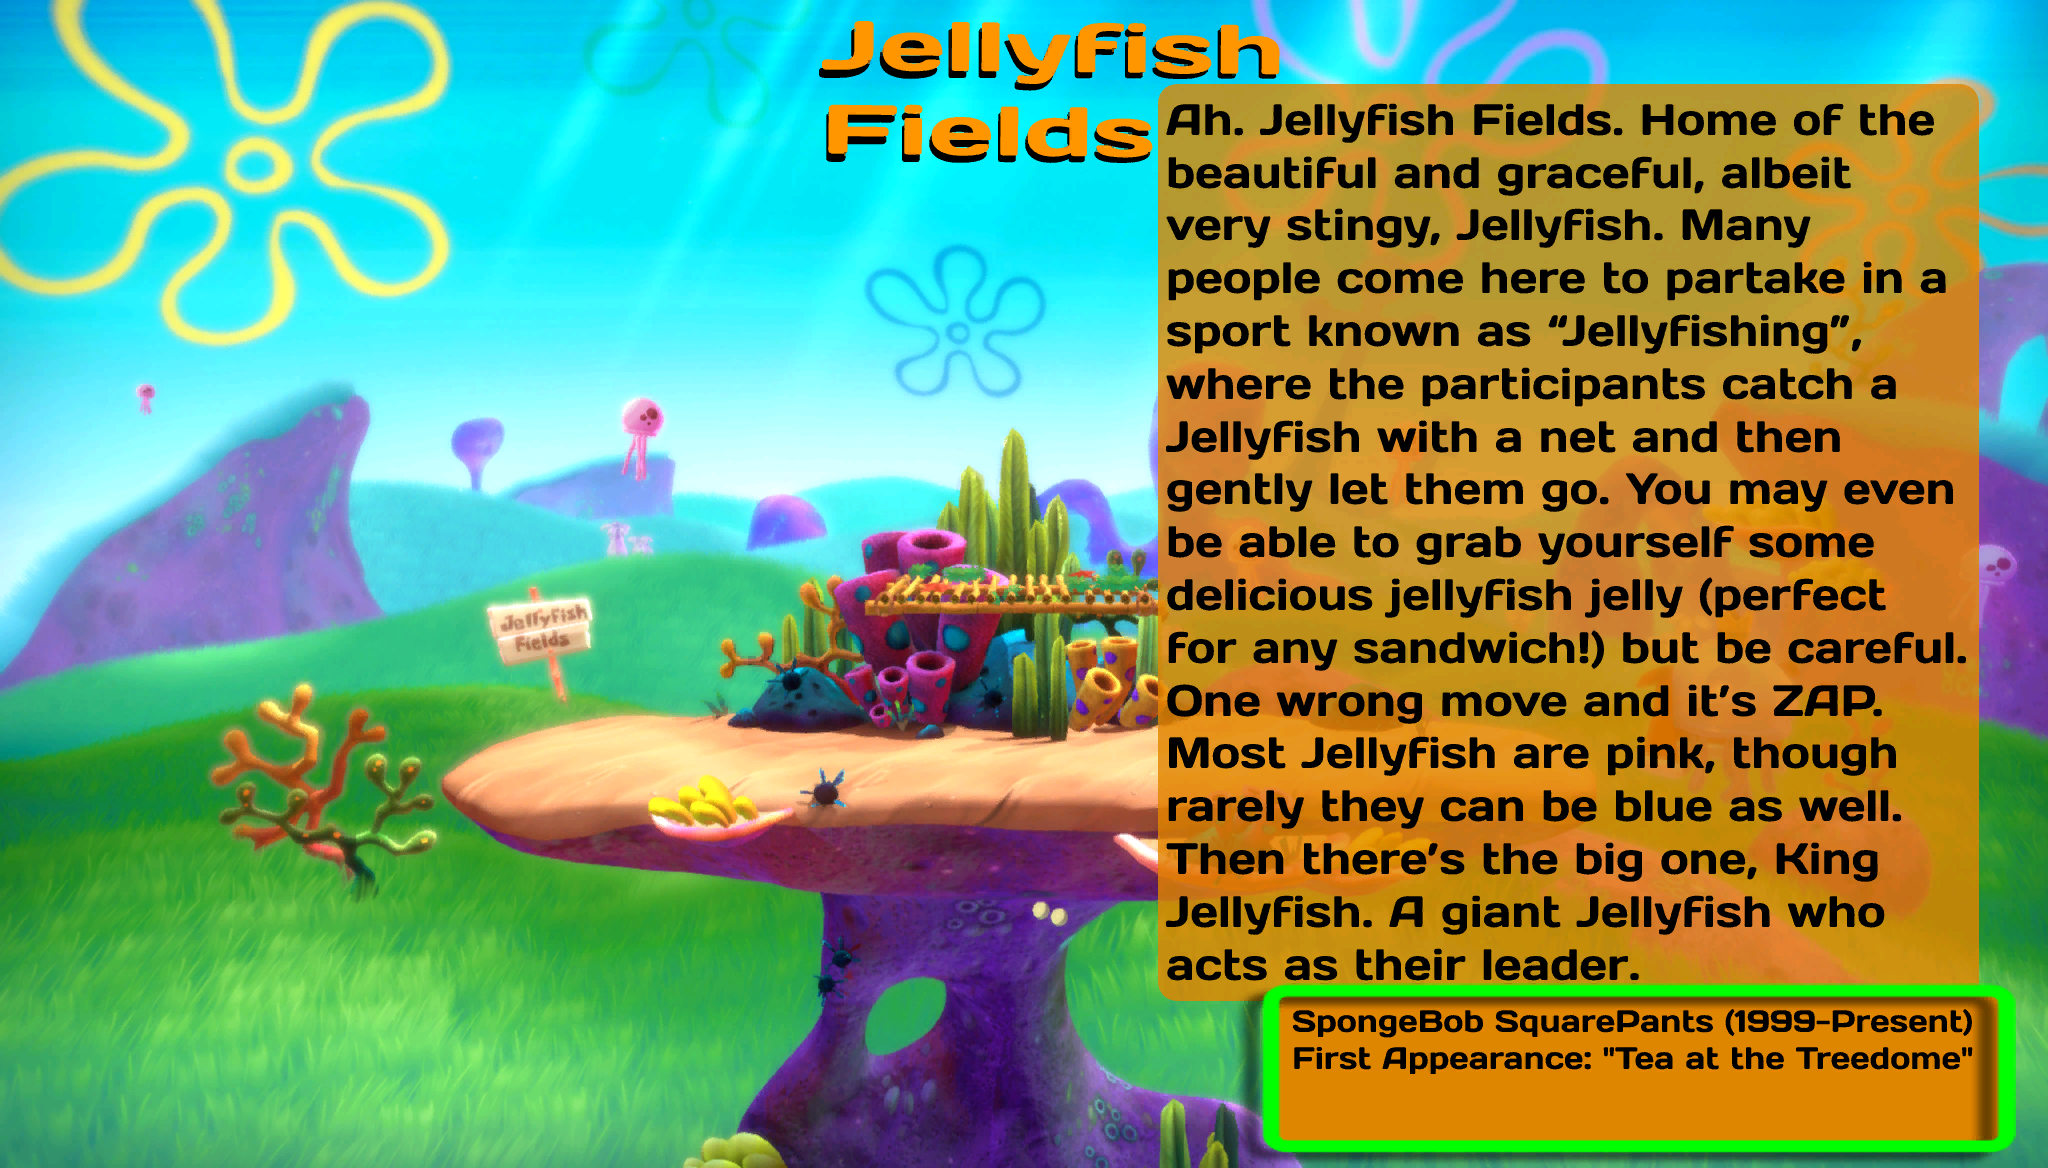 Jellyfish
Fields
Ah. Jellyfish Fields. Home of the
beautiful and graceful, albeit
very stingy, Jellyfish. Many
people come here to partake in a
sport known as “Jellyfishing”,
where the participants catch a
Jellyfish with a net and then
gently let them go. You may even
be able to grab yourself some
delicious jellyfish jelly (perfect
for any sandwich!) but be careful.
One wrong move and it’s ZAP.
Most Jellyfish are pink, though
rarely they can be blue as well.
Then there’s the big one, King
Jellyfish. A giant Jellyfish who
acts as their leader.
Jellyfish
Fields
SpongeBob SquarePants (1999-Present)
First Appearance: "Tea at the Treedome"